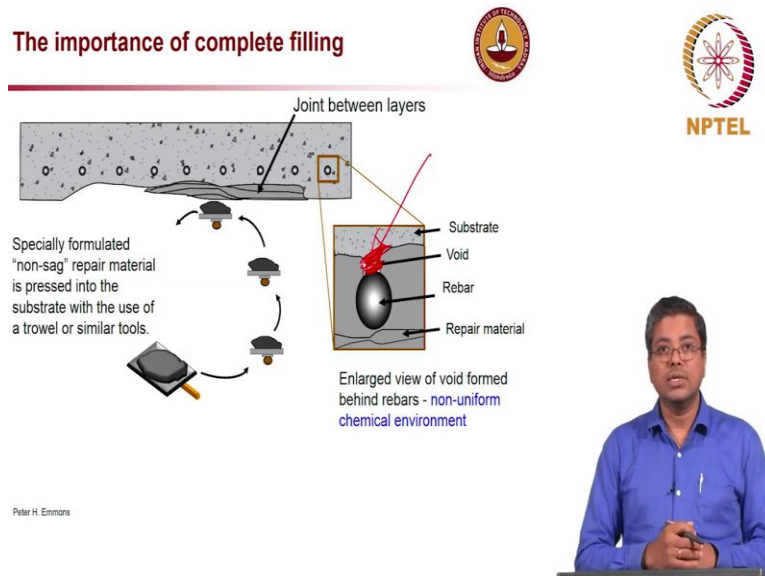 The importance of complete filling
NPTEL
Joint between layers
Specially formulated
“non-sag” repair material
is pressed into the
substrate with the use of
a trowel or similar tools.
Substrate
Void
Rebar
Repair material
Enlarged view of void formed
behind rebars - non-uniform
chemical environment
Peter H. Emmons